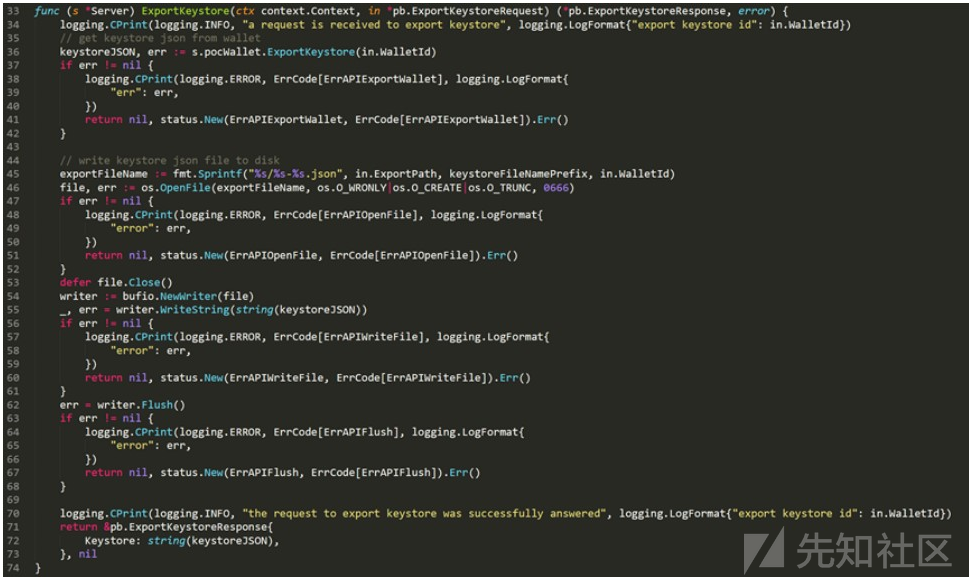 33 func (s *Server) ExportKeystore(ctx context.Context, in *pb.ExportKeystoreRequest) (*pb.ExportKeystoreResponse, error) {
34     logging.CPrint(logging.INFO, "a request is received to export keystore", logging.LogFormat{"export keystore id": in.WalletId})
35     // get keystore json from wallet
36     keystoreJSON, err := s.pocWallet.ExportKeystore(in.WalletId)
37     if err != nil {
38         logging.CPrint(logging.ERROR, ErrCode[ErrAPIExportWallet], logging.LogFormat{
39             "err": err,
40         })
41         return nil, status.New(ErrAPIExportWallet, ErrCode[ErrAPIExportWallet]).Err()
42     }
43
44     // write keystore json file to disk
45     exportFileName := fmt.Sprintf("%s/%s-%s.json", in.ExportPath, keystoreFileNamePrefix, in.WalletId)
46     file, err := os.OpenFile(exportFileName, os.O_WRONLY|os.O_CREATE|os.O_TRUNC, 0666)
47     if err != nil {
48         logging.CPrint(logging.ERROR, ErrCode[ErrAPIOpenFile], logging.LogFormat{
49             "error": err,
50         })
51         return nil, status.New(ErrAPIOpenFile, ErrCode[ErrAPIOpenFile]).Err()
52     }
53     defer file.Close()
54     writer := bufio.NewWriter(file)
55     _, err = writer.WriteString(string(keystoreJSON))
56     if err != nil {
57         logging.CPrint(logging.ERROR, ErrCode[ErrAPIWriteFile], logging.LogFormat{
58             "error": err,
59         })
60         return nil, status.New(ErrAPIWriteFile, ErrCode[ErrAPIWriteFile]).Err()
61     }
62     err = writer.Flush()
63     if err != nil {
64         logging.CPrint(logging.ERROR, ErrCode[ErrAPIFlush], logging.LogFormat{
65             "error": err,
66         })
67         return nil, status.New(ErrAPIFlush, ErrCode[ErrAPIFlush]).Err()
68     }
69
70     logging.CPrint(logging.INFO, "the request to export keystore was successfully answered", logging.LogFormat{"export keystore id": in.WalletId})
71     return &pb.ExportKeystoreResponse{
72         Keystore: string(keystoreJSON),
73     }, nil
74 }
先知社区